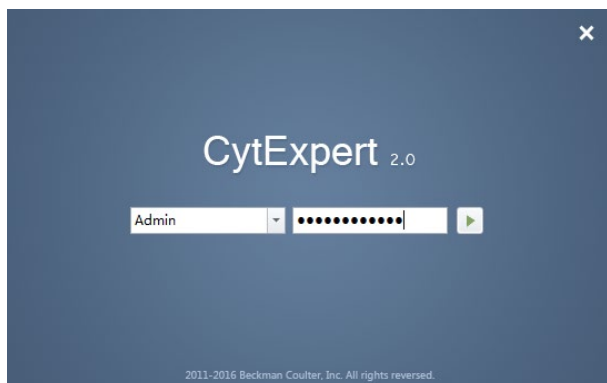 CytExpert 2.0
Admin ••••••••••••
2011-2016 Beckman Coulter, Inc. All rights reversed.